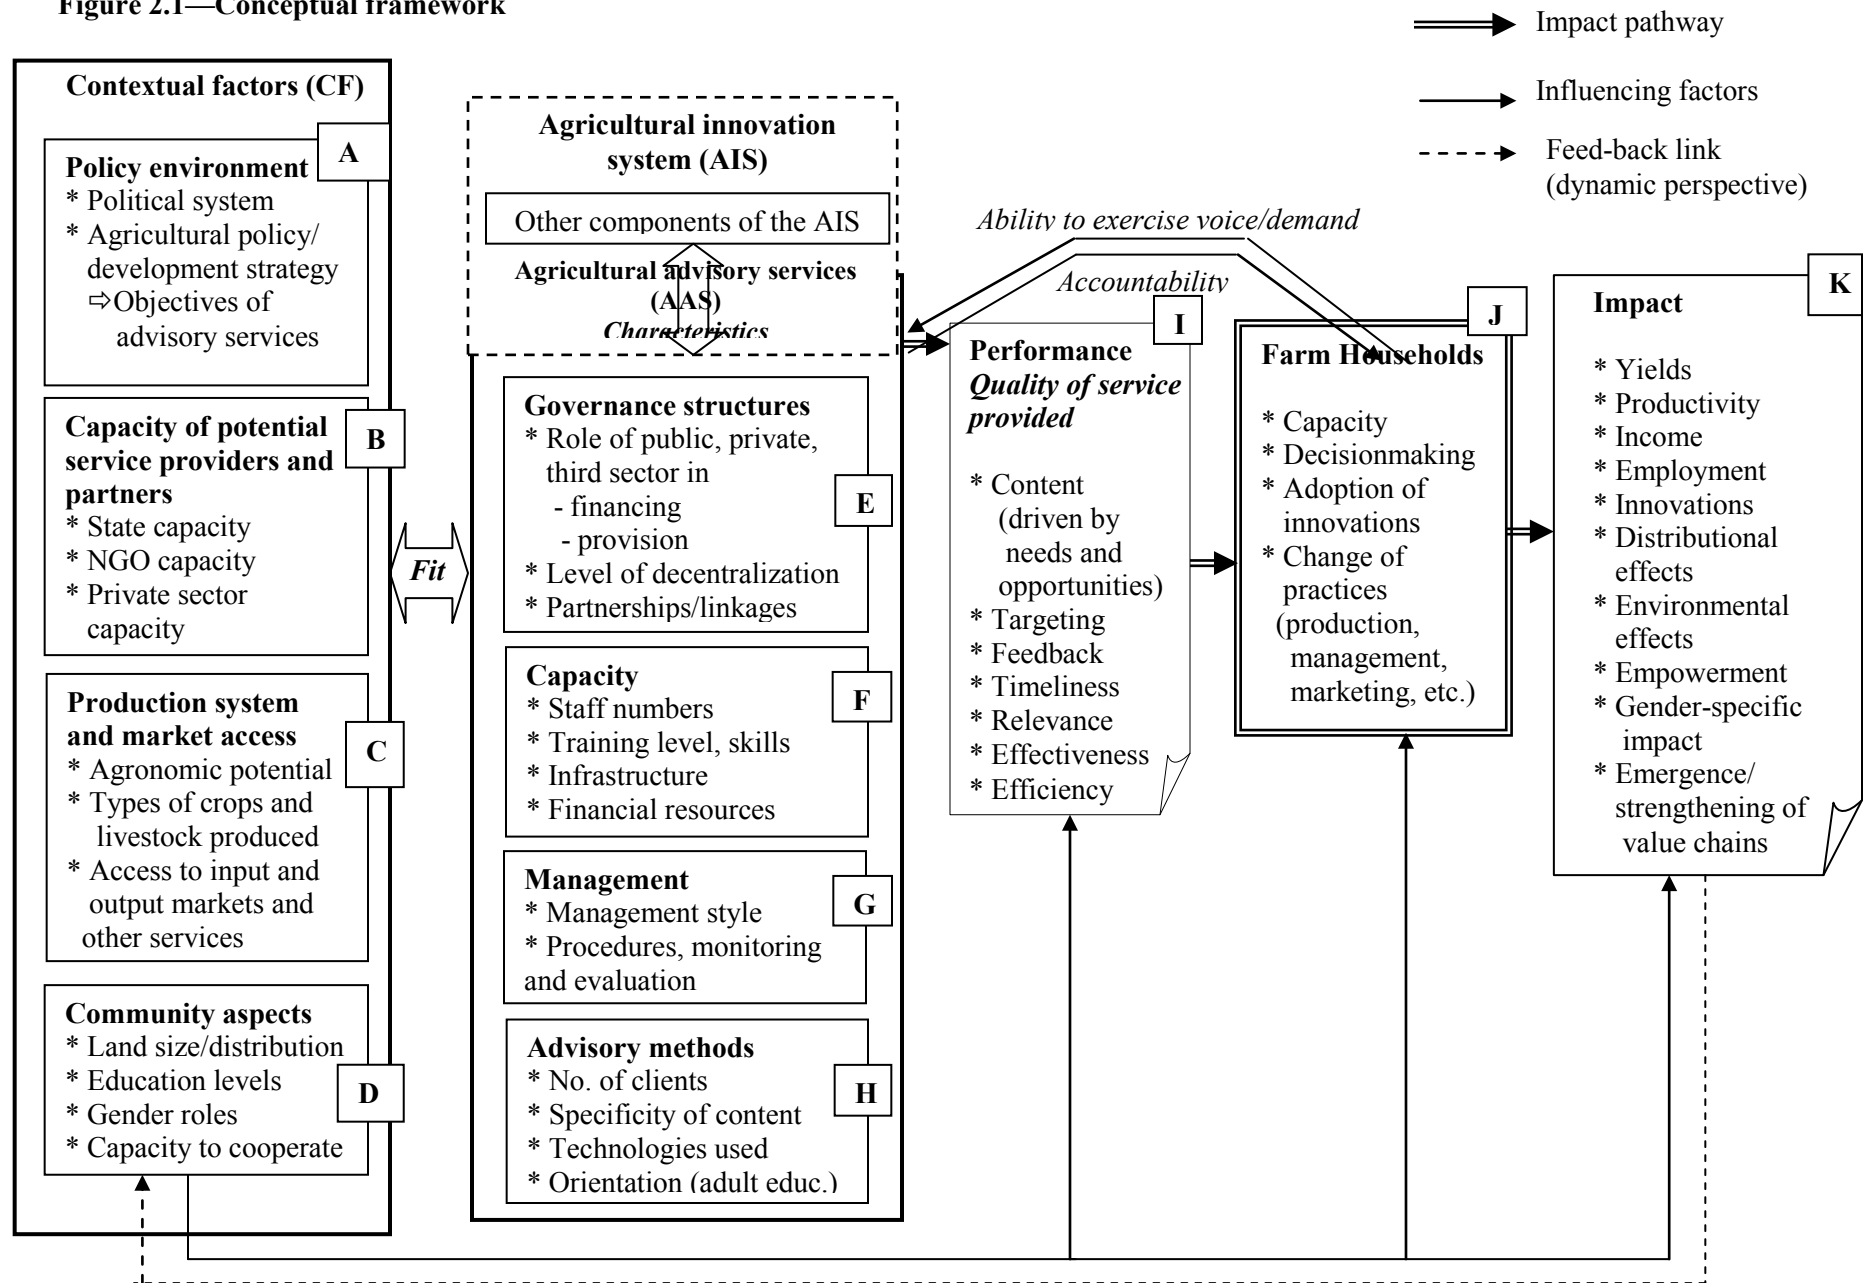 Figure 2.1—Conceptual framework
Impact pathway
Influencing factors
Feed-back link
(dynamic perspective)
Contextual factors (CF)
A
Policy environment
* Political system
* Agricultural policy/
development strategy
⇨Objectives of
advisory services
B
Capacity of potential
service providers and
partners
* State capacity
* NGO capacity
* Private sector
capacity
C
Production system
and market access
* Agronomic potential
* Types of crops and
livestock produced
* Access to input and
output markets and
other services
D
Community aspects
* Land size/distribution
* Education levels
* Gender roles
* Capacity to cooperate
Fit
Agricultural innovation
system (AIS)
Other components of the AIS
Agricultural advisory services
(AAS)
Characteristics
Governance structures
* Role of public, private,
third sector in
- financing
- provision
* Level of decentralization
* Partnerships/linkages
E
Capacity
* Staff numbers
* Training level, skills
* Infrastructure
* Financial resources
F
Management
* Management style
* Procedures, monitoring
and evaluation
G
Advisory methods
* No. of clients
* Specificity of content
* Technologies used
* Orientation (adult educ.)
H
Ability to exercise voice/demand
Accountability
I
Performance
Quality of service
provided
* Content
(driven by
needs and
opportunities)
* Targeting
* Feedback
* Timeliness
* Relevance
* Effectiveness
* Efficiency
J
Farm Households
* Capacity
* Decisionmaking
* Adoption of
innovations
* Change of
practices
(production,
management,
marketing, etc.)
K
Impact
* Yields
* Productivity
* Income
* Employment
* Innovations
* Distributional
effects
* Environmental
effects
* Empowerment
* Gender-specific
impact
* Emergence/
strengthening of
value chains